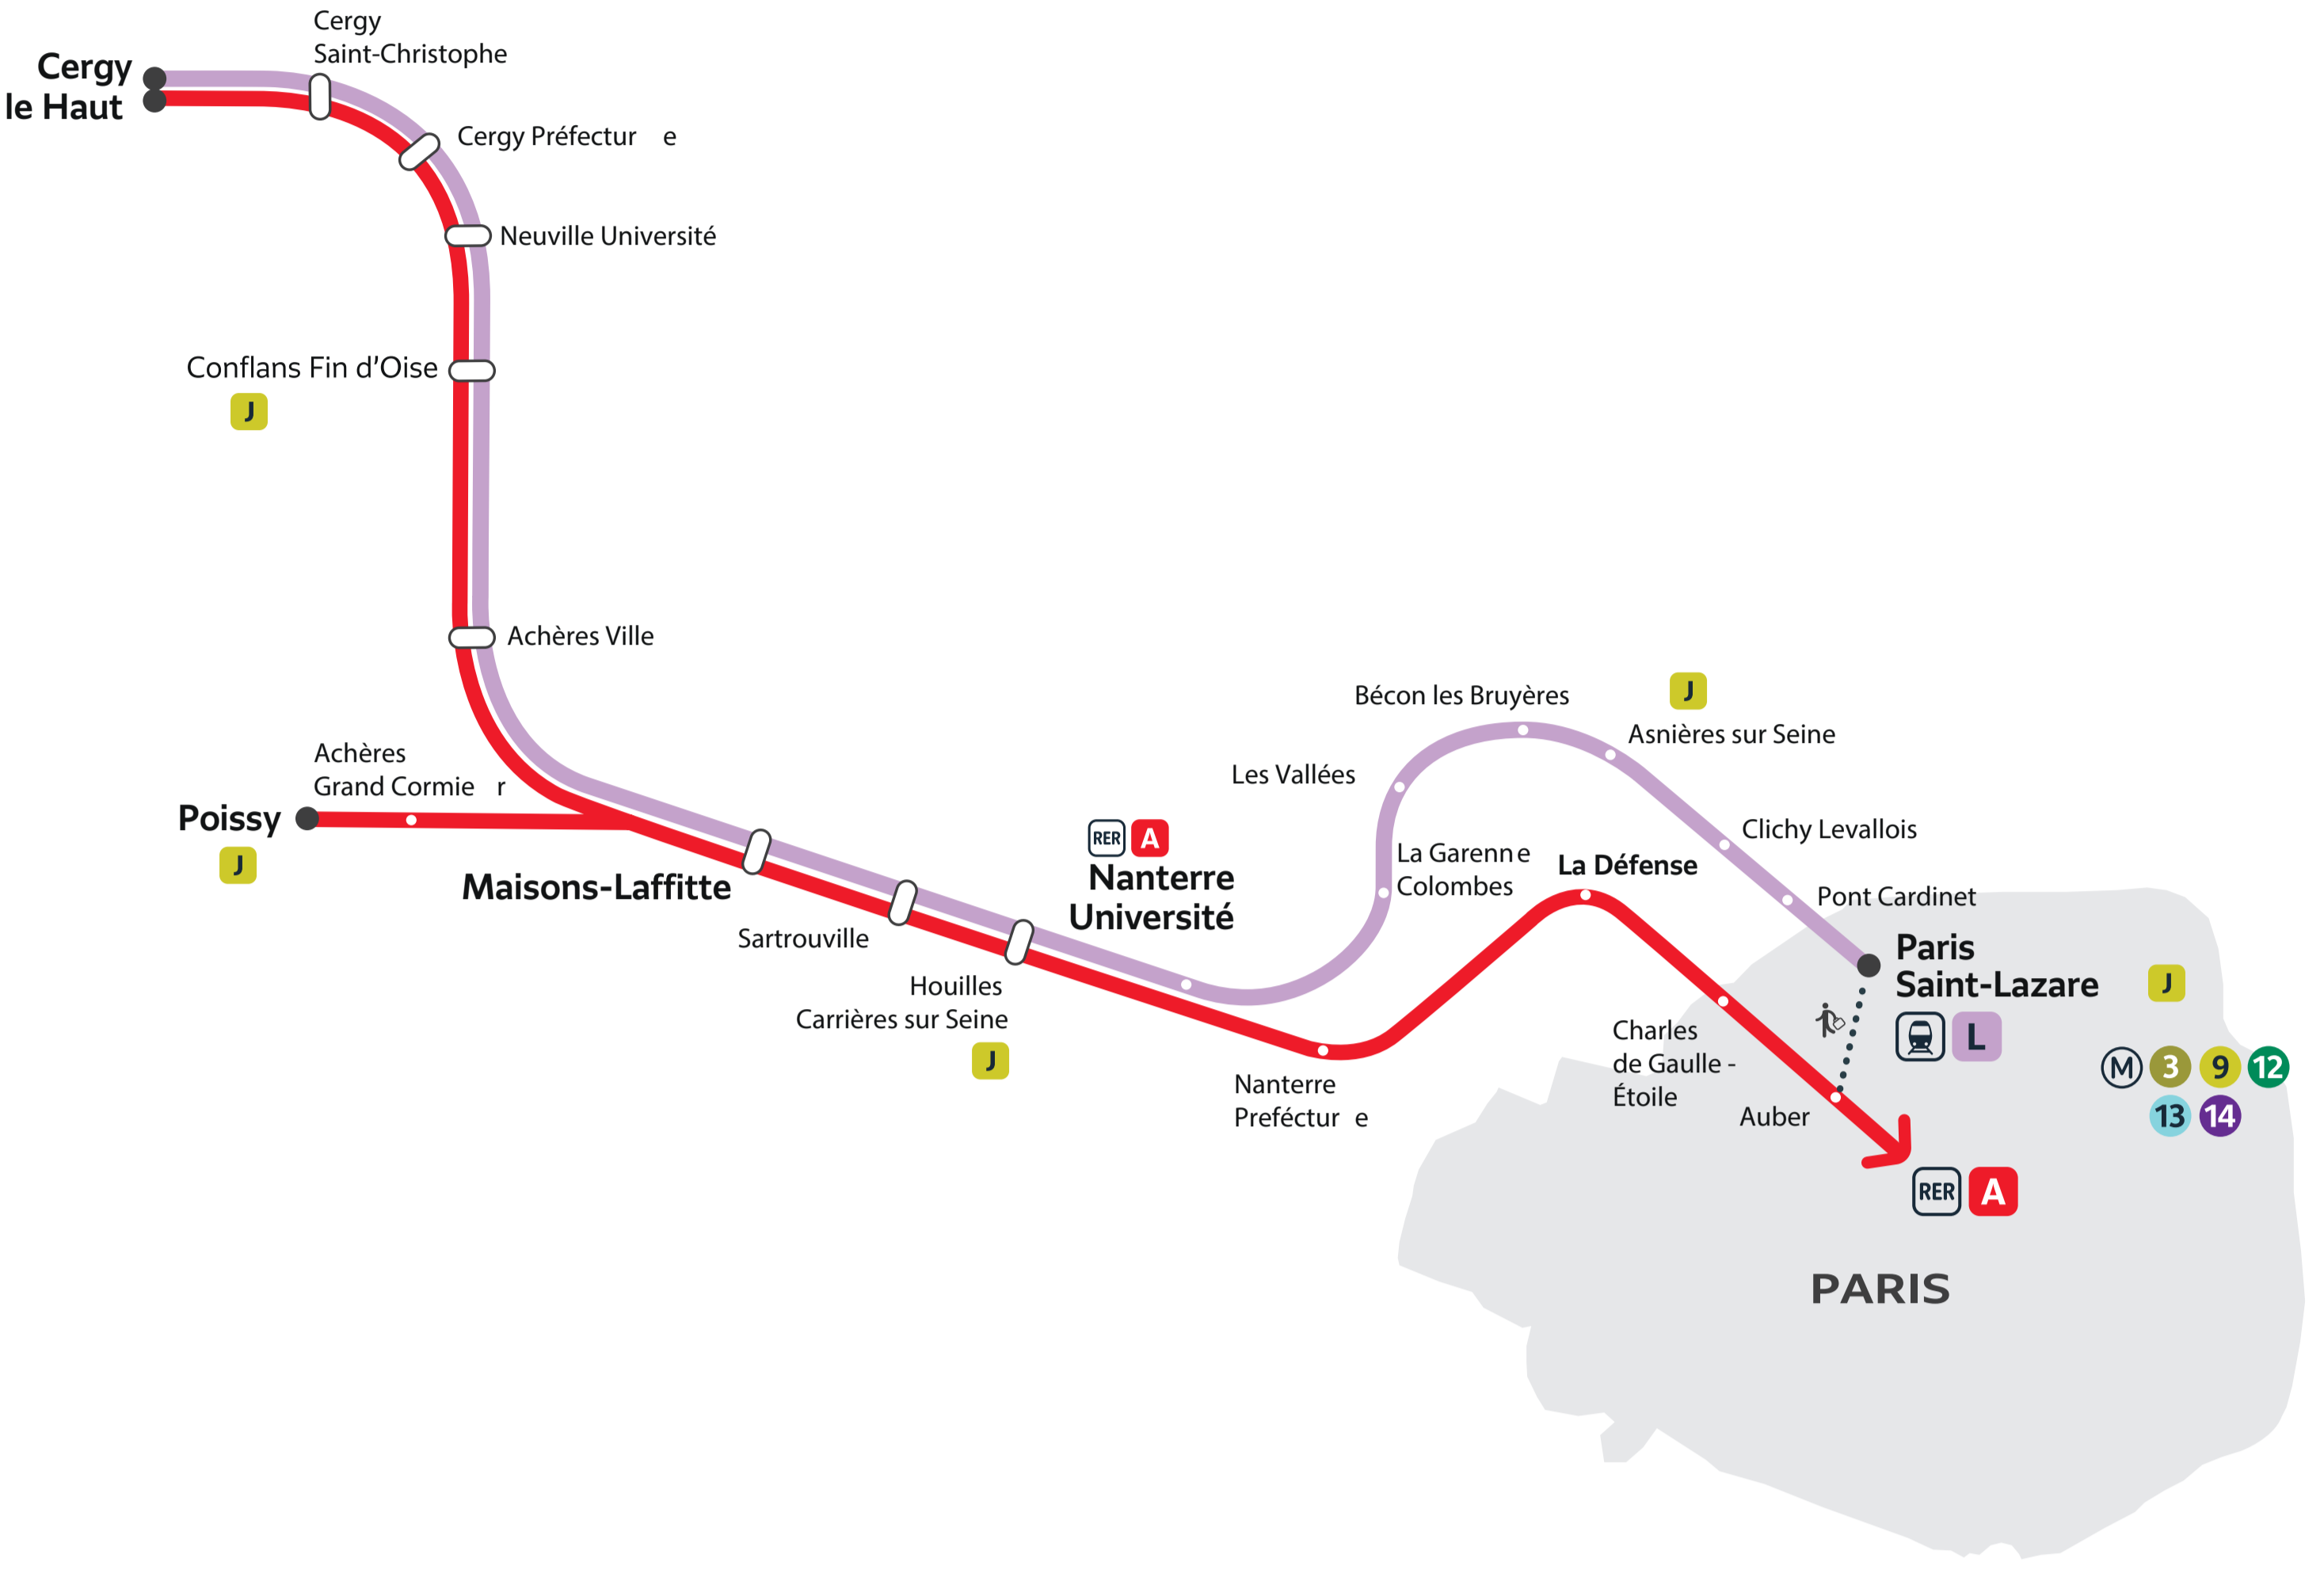 Cergy
Saint-Christophe
Cergy
le Haut
Cergy Préfectur e
Neuville Université
Conflans Fin d’Oise
J
Achères Ville
Achères
Grand Cormie r
Poissy
J
Maisons-Laffitte
Sartrouville
Houilles
Carrières sur Seine
J
RER A
Nanterre
Université
Nanterre
Preféctur e
La Garenn e
Colombes
Les Vallées
Bécon les Bruyères
J
Asnières sur Seine
Clichy Levallois
Pont Cardinet
La Défense
Charles
de Gaulle -
Étoile
Auber
Paris
Saint-Lazare
J
L
M 3 9 12
13 14
RER A
PARIS